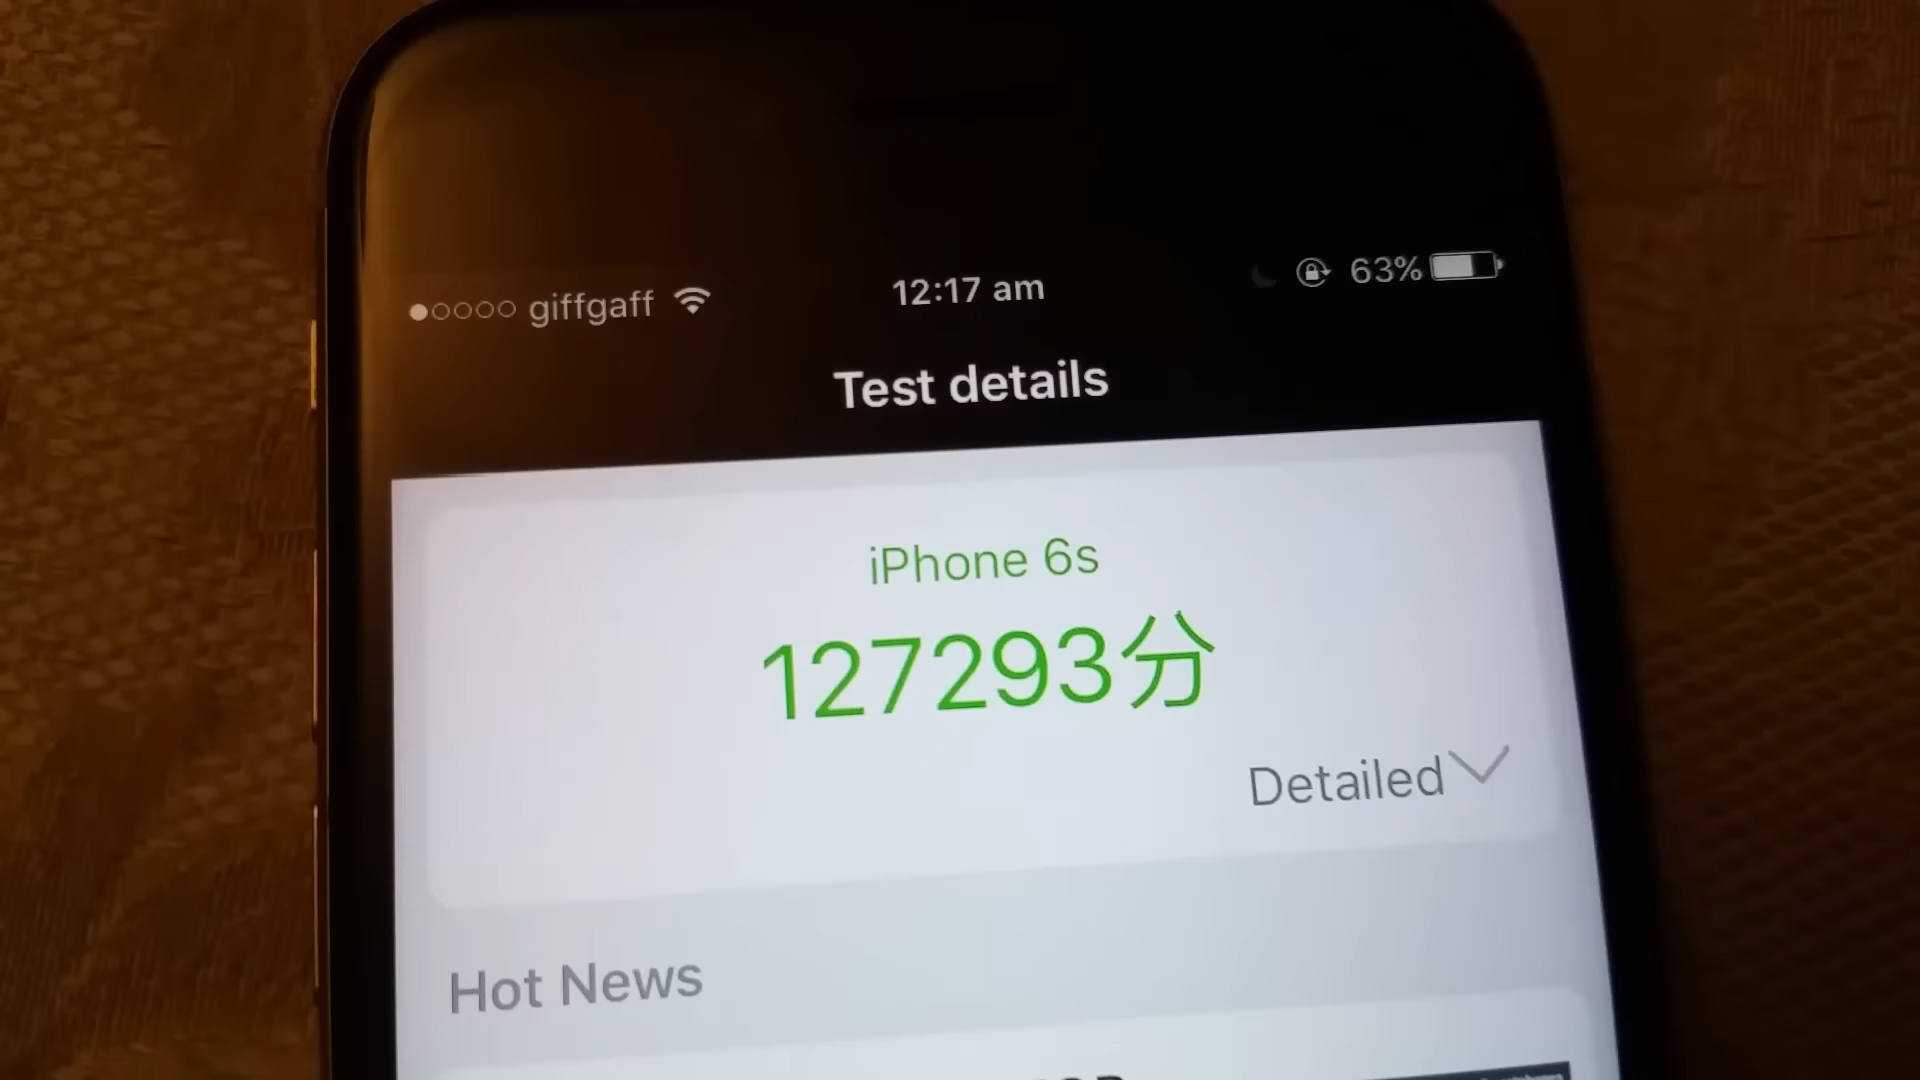 giffgaff 12:17 am 63%
Test details
iPhone 6s
127293分
Detailed
Hot News